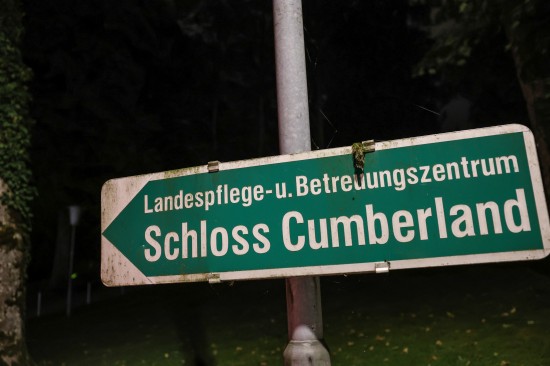 Landespflege- u. Betreuungszentrum
Schloss Cumberland